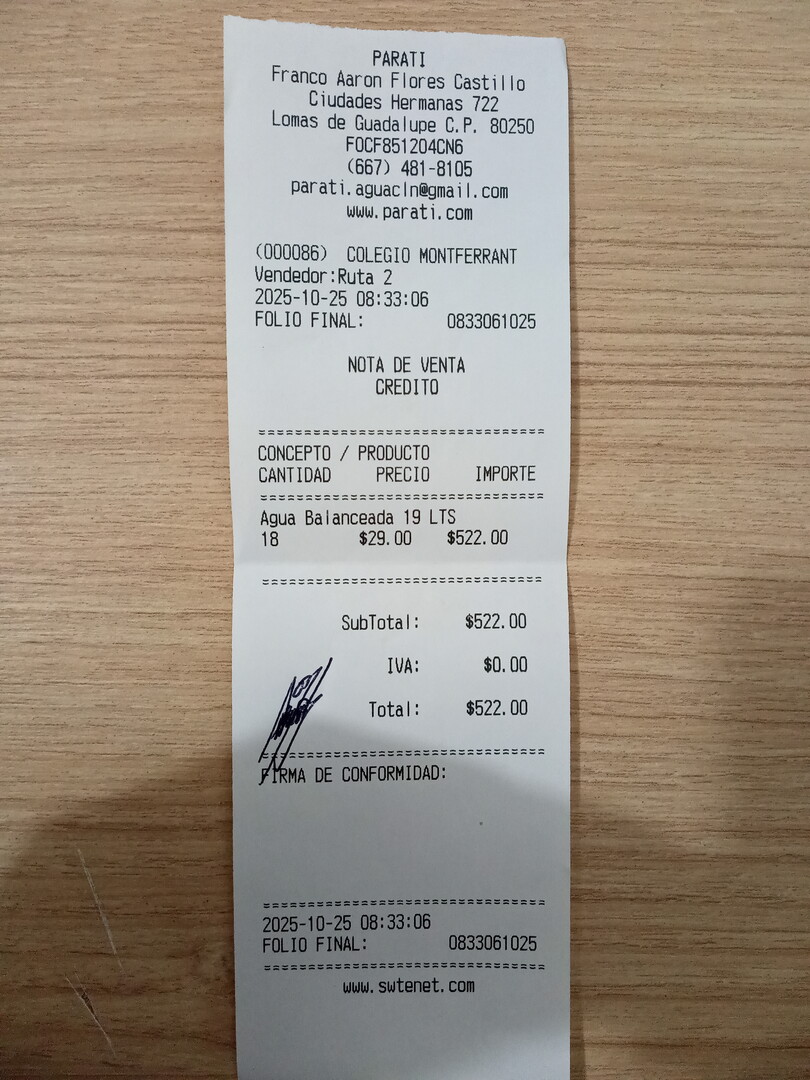 PARATI
Franco Aaron Flores Castillo
Ciudades Hermanas 722
Lomas de Guadalupe C.P. 80250
FOCF851204CN6
(667) 481-8105
parati.aguacln@gmail.com
www.parati.com
(000086) COLEGIO MONTFERRANT
Vendedor:Ruta 2
2025-10-25 08:33:06
FOLIO FINAL: 0833061025
NOTA DE VENTA
CREDITO
CONCEPTO / PRODUCTO
CANTIDAD PRECIO IMPORTE
Agua Balanceada 19 LTS
18 $29.00 $522.00
SubTotal: $522.00
IVA: $0.00
Total: $522.00
FIRMA DE CONFORMIDAD:
2025-10-25 08:33:06
FOLIO FINAL: 0833061025
www.swtenet.com